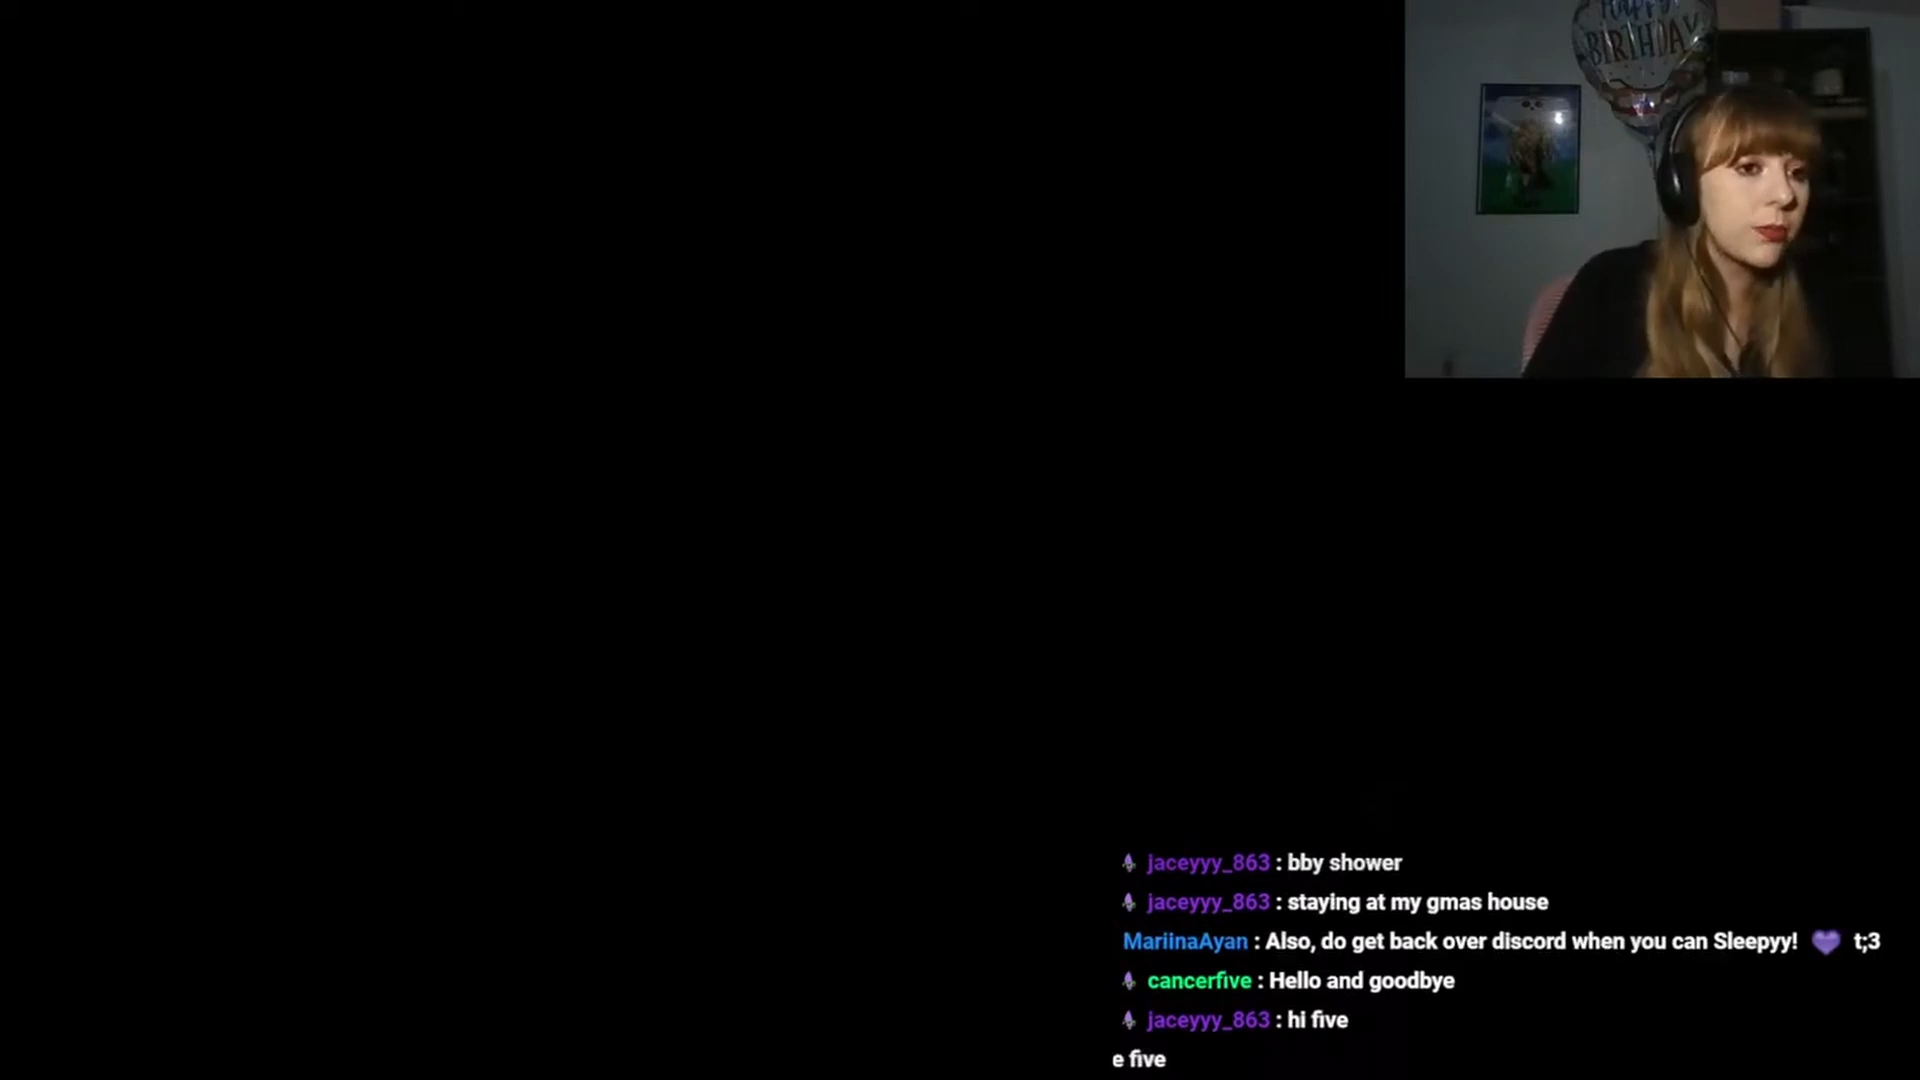 Happy
BIRTHDAY
jaceyyy_863 : bby shower
jaceyyy_863 : staying at my gmas house
MariinaAyan : Also, do get back over discord when you can Sleepyy! 💜 t;3
cancerfive : Hello and goodbye
jaceyyy_863 : hi five
e five